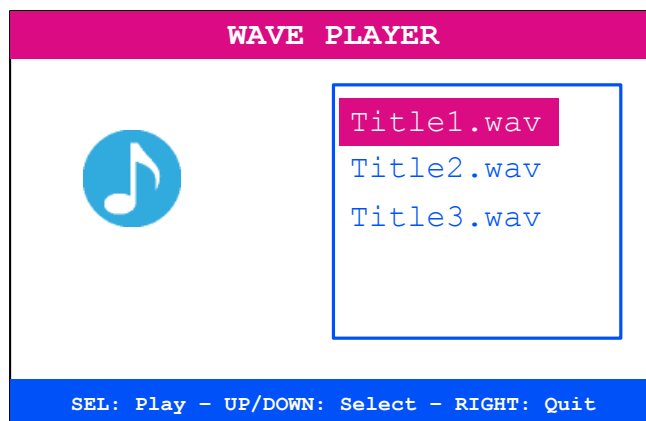 WAVE PLAYER
Title1.wav
Title2.wav
Title3.wav
SEL: Play – UP/DOWN: Select – RIGHT: Quit